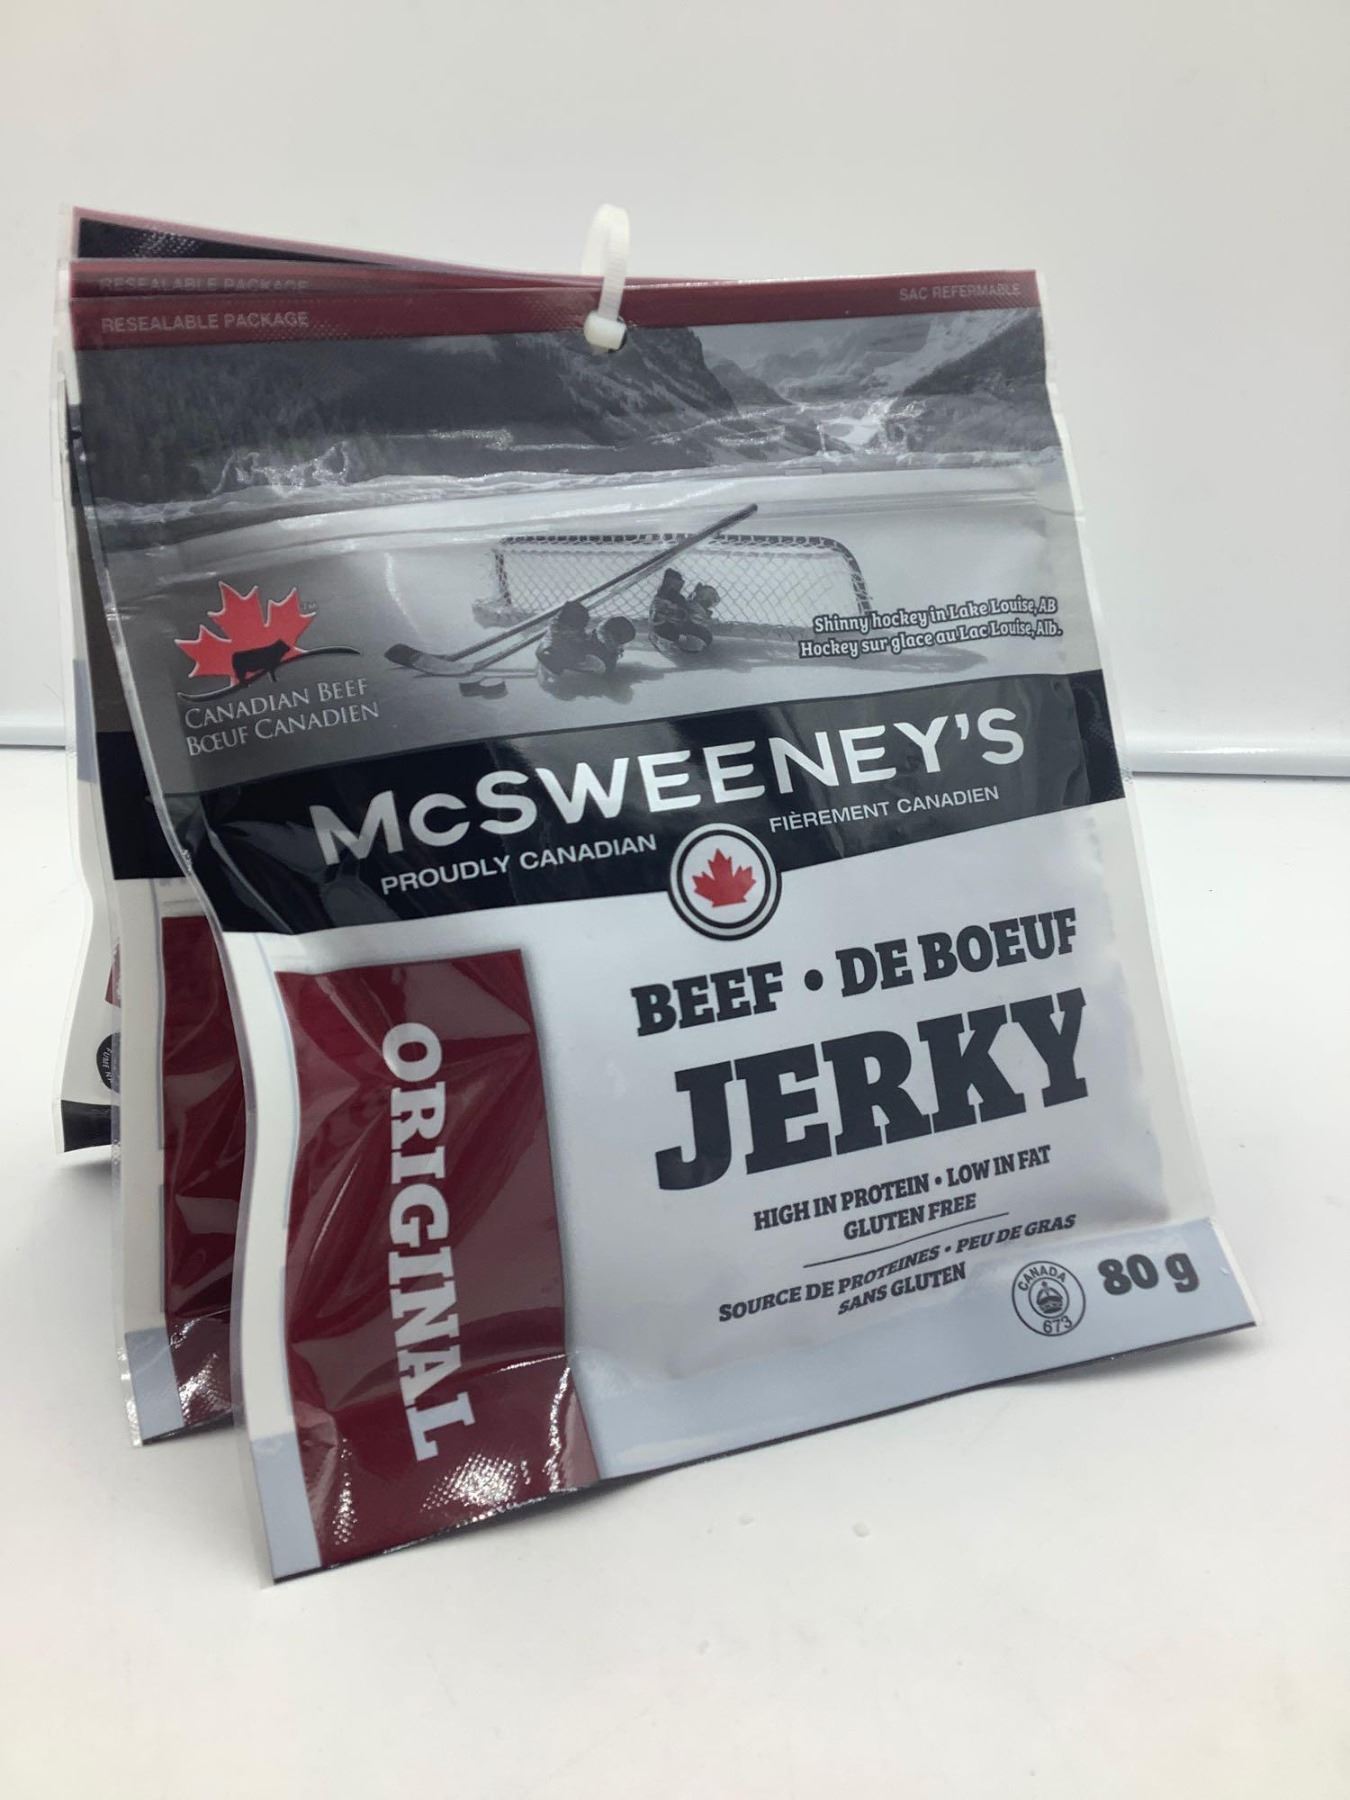 RESEALABLE PACKAGE
SAC REFERMABLE
RESEALABLE PACKAGE
Shinny hockey in Lake Louise, AB
Hockey sur glace au Lac Louise, Alb.
TM
CANADIAN BEEF
BŒUF CANADIEN
McSWEENEY'S
PROUDLY CANADIAN
FIÈREMENT CANADIEN
BEEF • DE BOEUF
JERKY
ORIGINAL
HIGH IN PROTEIN • LOW IN FAT
GLUTEN FREE
SOURCE DE PROTEINES • PEU DE GRAS
SANS GLUTEN
CANADA
673
80 g